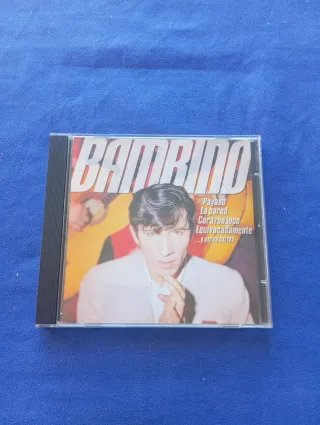 BAMBINO
Payaso
La pared
Corazón loco
Equivocadamente
...y otros éxitos